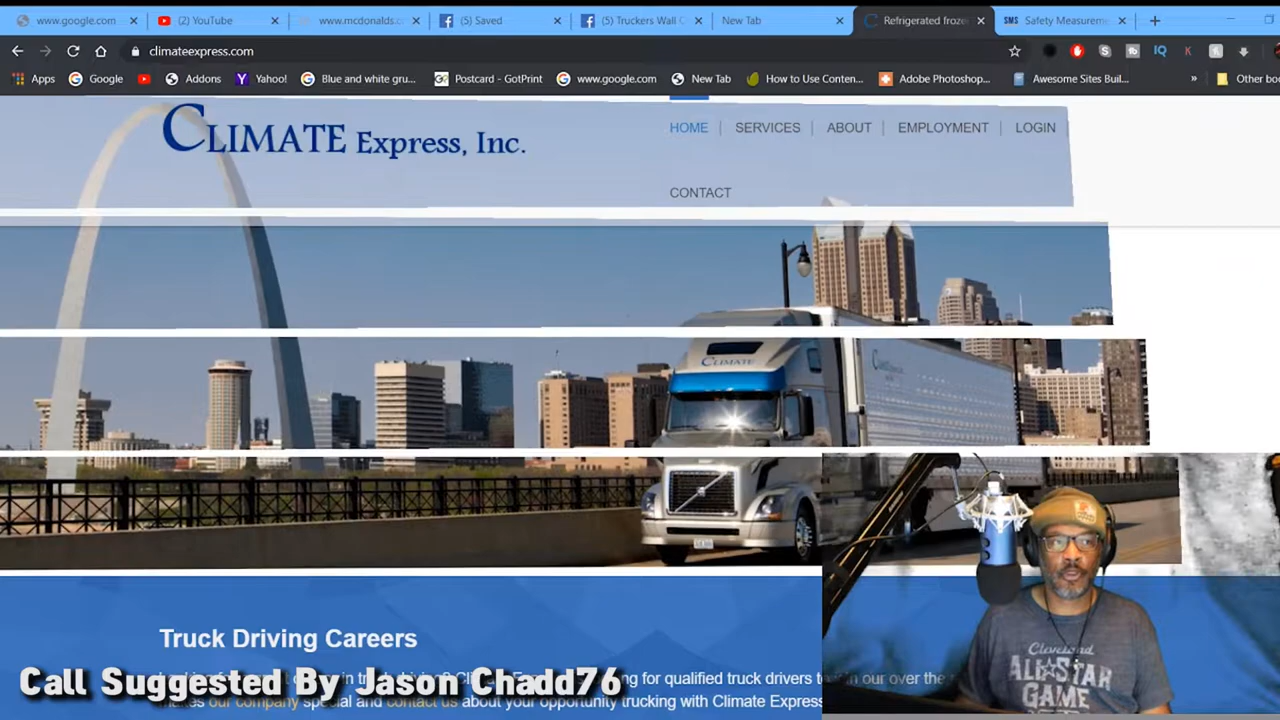 www.google.com
(2) YouTube
www.mcdonalds.c
(5) Saved
(5) Truckers Wall
New Tab
Refrigerated froze
SMS Safety Measurem
climateexpress.com
Apps
Google
Addons
Yahoo!
Blue and white gru...
Postcard - GotPrint
www.google.com
New Tab
How to Use Conten...
Adobe Photoshop...
Awesome Sites Buil...
»
Other boo
CLIMATE Express, Inc.
HOME
SERVICES
ABOUT
EMPLOYMENT
LOGIN
CONTACT
CLIMATE
Truck Driving Careers
for qualified truck drivers
our over the
Call Suggested By Jason Chadd76
makes our company special and contact us about your opportunity trucking with Climate Express
Cleveland
ALL★STAR
GAME